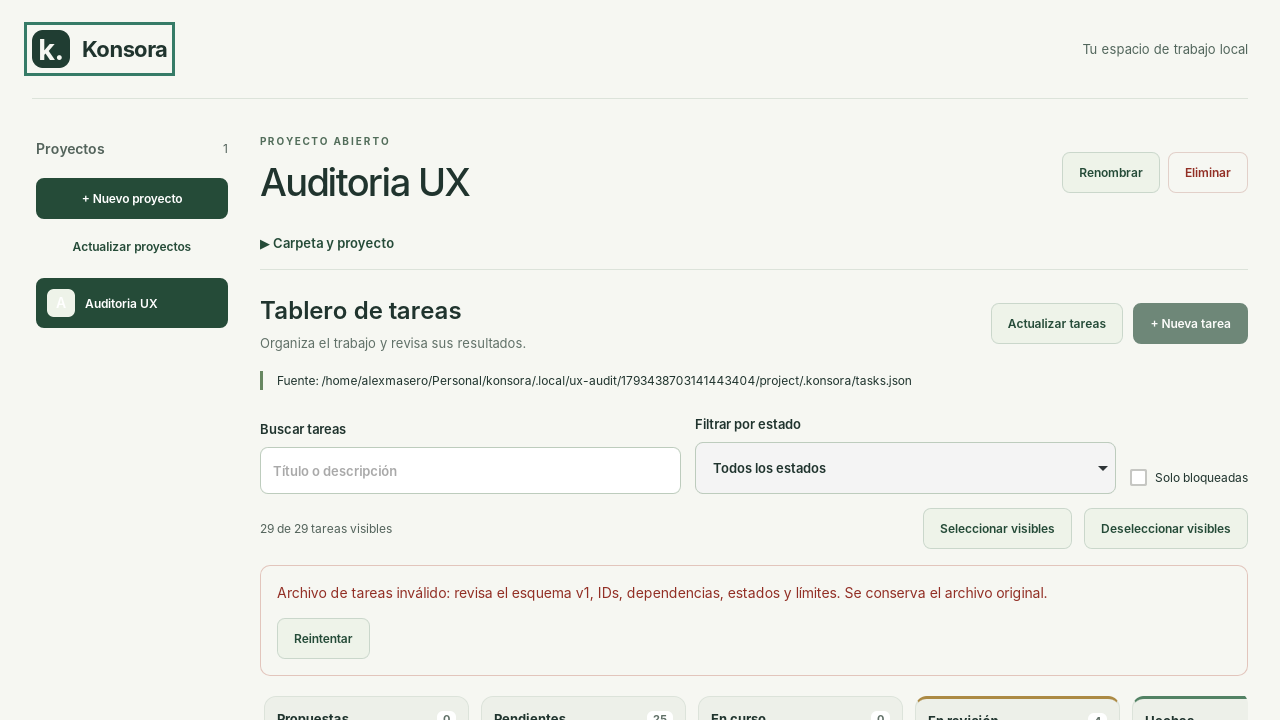 k. Konsora
Tu espacio de trabajo local
Proyectos 1
+ Nuevo proyecto
Actualizar proyectos
A Auditoria UX
PROYECTO ABIERTO
Auditoria UX
Renombrar Eliminar
▶ Carpeta y proyecto
Tablero de tareas
Organiza el trabajo y revisa sus resultados.
Actualizar tareas + Nueva tarea
Fuente: /home/alexmasero/Personal/konsora/.local/ux-audit/1793438703141443404/project/.konsora/tasks.json
Buscar tareas
Título o descripción
Filtrar por estado
Todos los estados
Solo bloqueadas
29 de 29 tareas visibles
Seleccionar visibles Deseleccionar visibles
Archivo de tareas inválido: revisa el esquema v1, IDs, dependencias, estados y límites. Se conserva el archivo original.
Reintentar
Propuestas 0 Pendientes 25 En curso 0 En revisión 4 Hechas